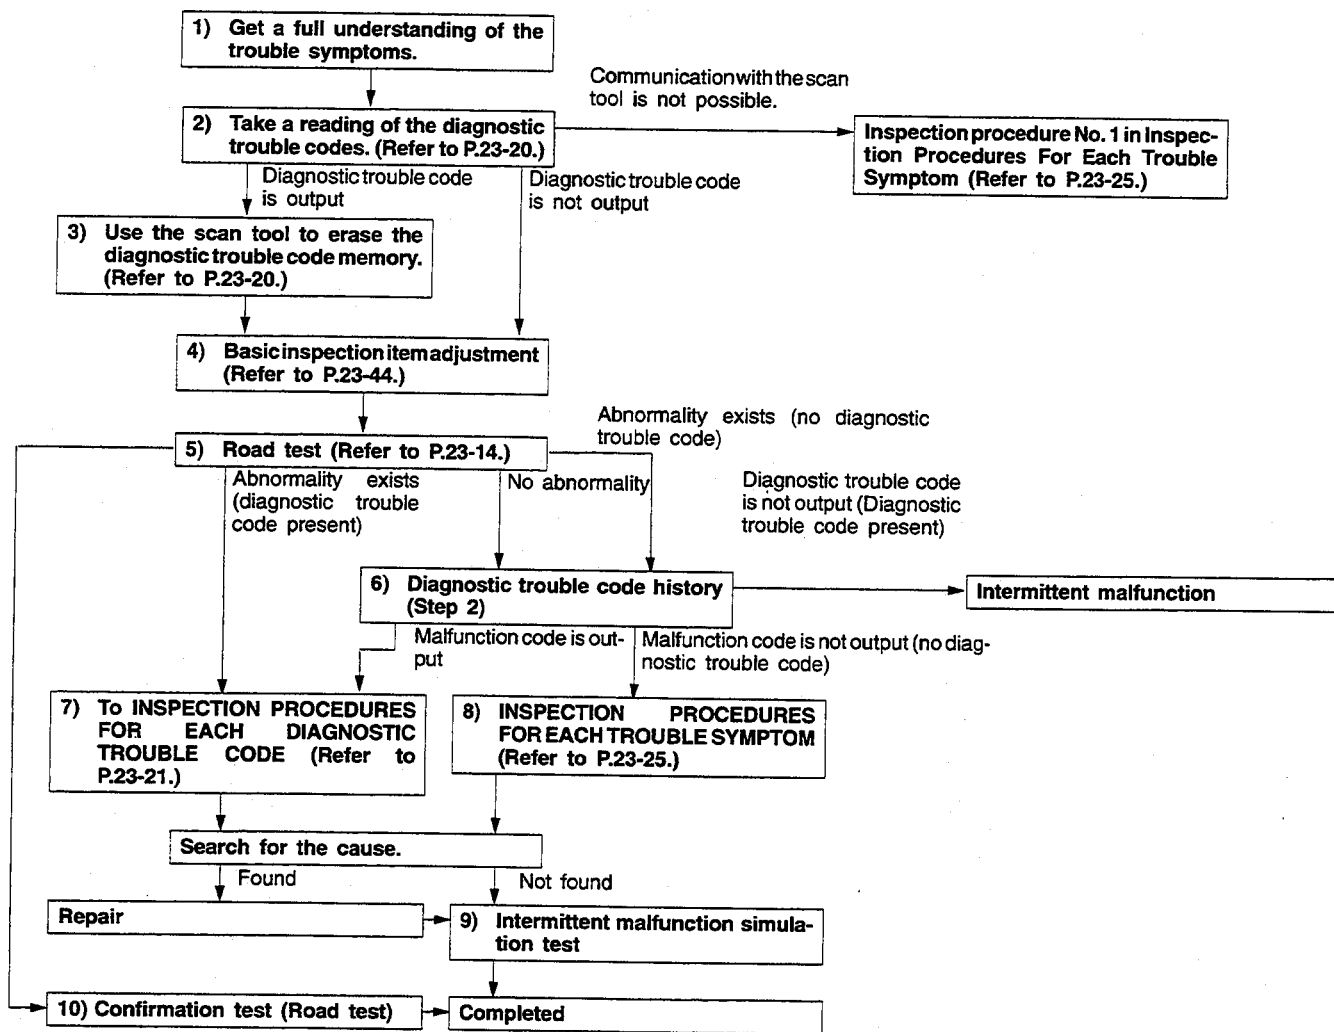 1) Get a full understanding of the
trouble symptoms.
Communication with the scan
tool is not possible.
2) Take a reading of the diagnostic
trouble codes. (Refer to P.23-20.)
Inspection procedure No. 1 in Inspec-
tion Procedures For Each Trouble
Symptom (Refer to P.23-25.)
Diagnostic trouble code
is output
Diagnostic trouble code
is not output
3) Use the scan tool to erase the
diagnostic trouble code memory.
(Refer to P.23-20.)
4) Basic inspection item adjustment
(Refer to P.23-44.)
Abnormality exists (no diagnostic
trouble code)
5) Road test (Refer to P.23-14.)
Abnormality exists
(diagnostic trouble
code present)
No abnormality
Diagnostic trouble code
is not output (Diagnostic
trouble code present)
6) Diagnostic trouble code history
(Step 2)
Intermittent malfunction
Malfunction code is out-
put
Malfunction code is not output (no diag-
nostic trouble code)
7) To INSPECTION PROCEDURES
FOR EACH DIAGNOSTIC
TROUBLE CODE (Refer to
P.23-21.)
8) INSPECTION PROCEDURES
FOR EACH TROUBLE SYMPTOM
(Refer to P.23-25.)
Search for the cause.
Found
Not found
Repair
9) Intermittent malfunction simula-
tion test
10) Confirmation test (Road test)
Completed